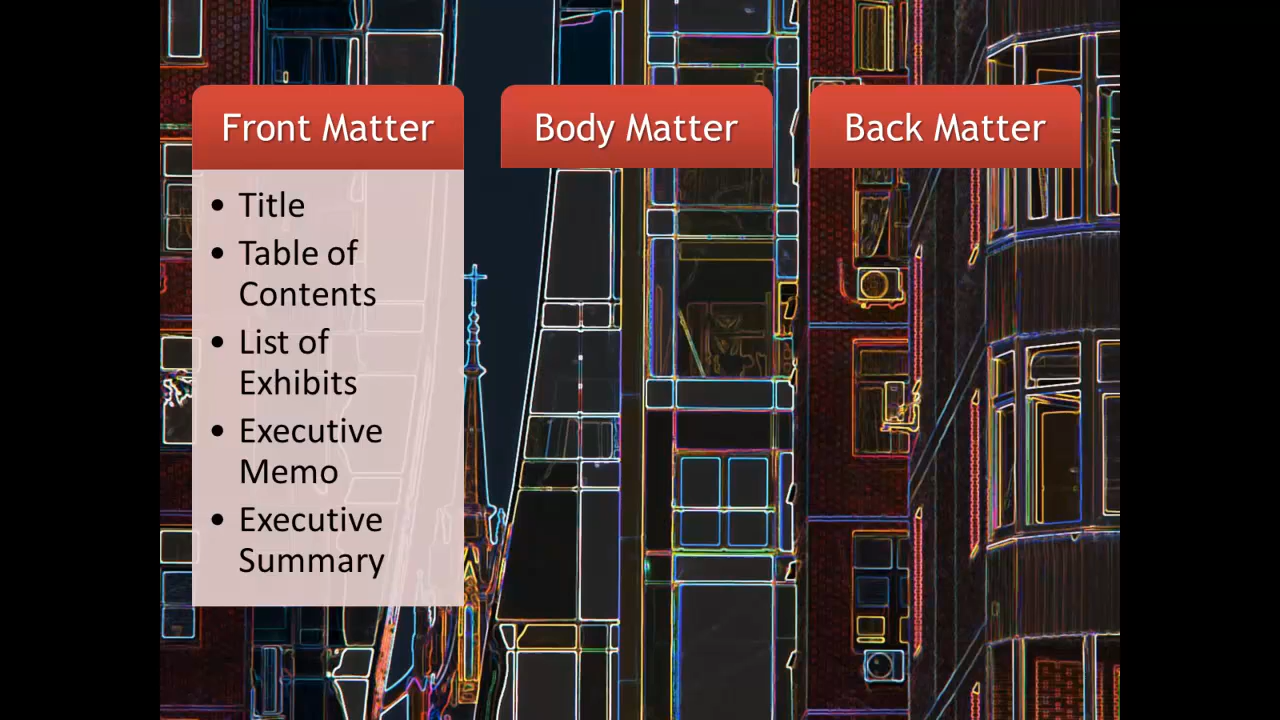 Front Matter
Body Matter
Back Matter
• Title
• Table of
Contents
• List of
Exhibits
• Executive
Memo
• Executive
Summary